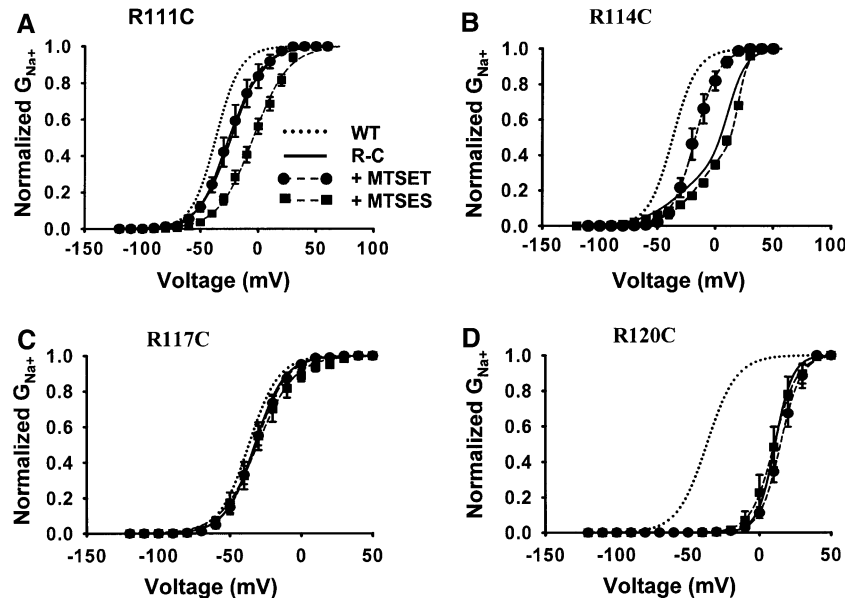 A R111C
Normalized G_Na+
1.0
0.8
0.6
0.4
0.2
0.0
-150 -100 -50 0 50 100
Voltage (mV)
WT
R-C
+ MTSET
+ MTSES
B R114C
Normalized G_Na+
1.0
0.8
0.6
0.4
0.2
0.0
-150 -100 -50 0 50 100
Voltage (mV)
C R117C
Normalized G_Na+
1.0
0.8
0.6
0.4
0.2
0.0
-150 -100 -50 0 50
Voltage (mV)
D R120C
Normalized G_Na+
1.0
0.8
0.6
0.4
0.2
0.0
-150 -100 -50 0 50
Voltage (mV)